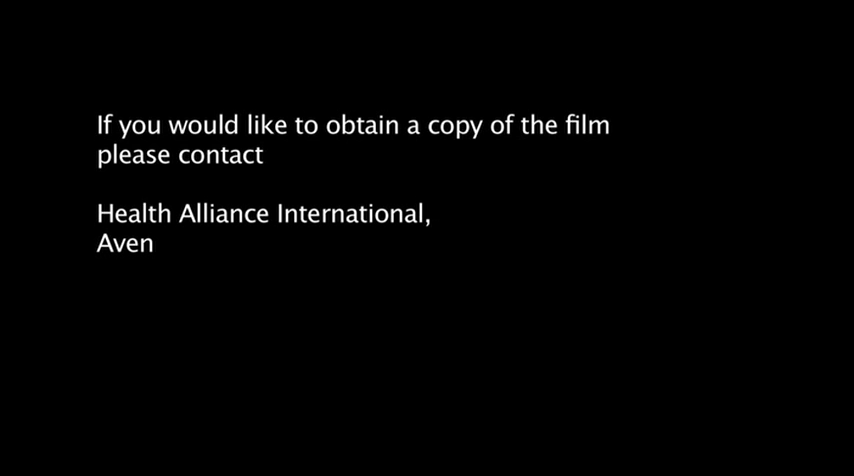 If you would like to obtain a copy of the film
please contact
Health Alliance International,
Aven